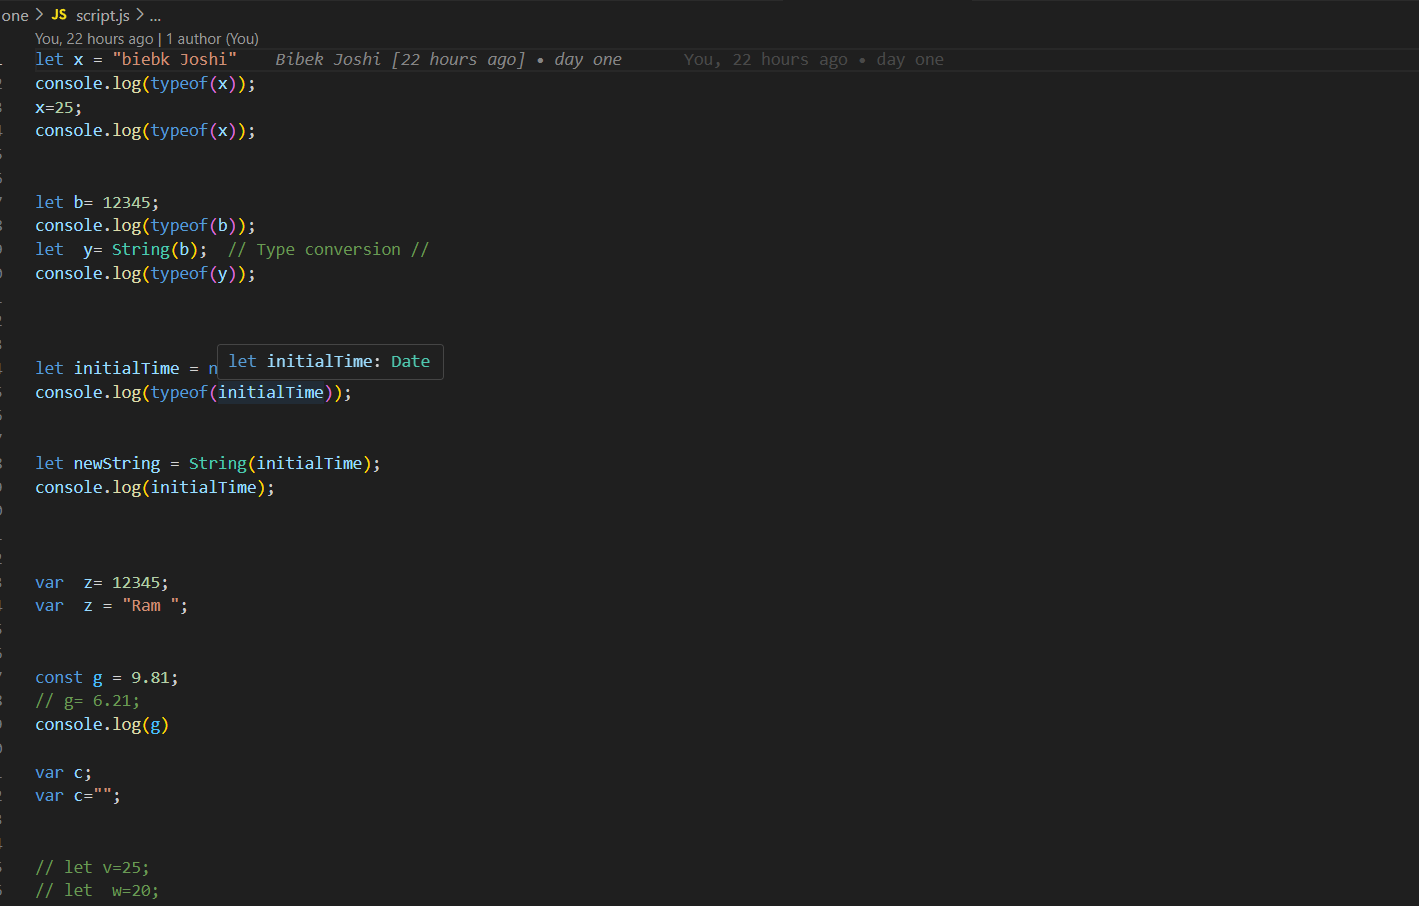 one > JS script.js > ...
You, 22 hours ago | 1 author (You)
let x = "biebk Joshi" Bibek Joshi [22 hours ago] • day one You, 22 hours ago • day one
console.log(typeof(x));
x=25;
console.log(typeof(x));
let b= 12345;
console.log(typeof(b));
let y= String(b); // Type conversion //
console.log(typeof(y));
let initialTime: Date
let initialTime = n
console.log(typeof(initialTime));
let newString = String(initialTime);
console.log(initialTime);
var z= 12345;
var z = "Ram ";
const g = 9.81;
// g= 6.21;
console.log(g)
var c;
var c="";
// let v=25;
// let w=20;